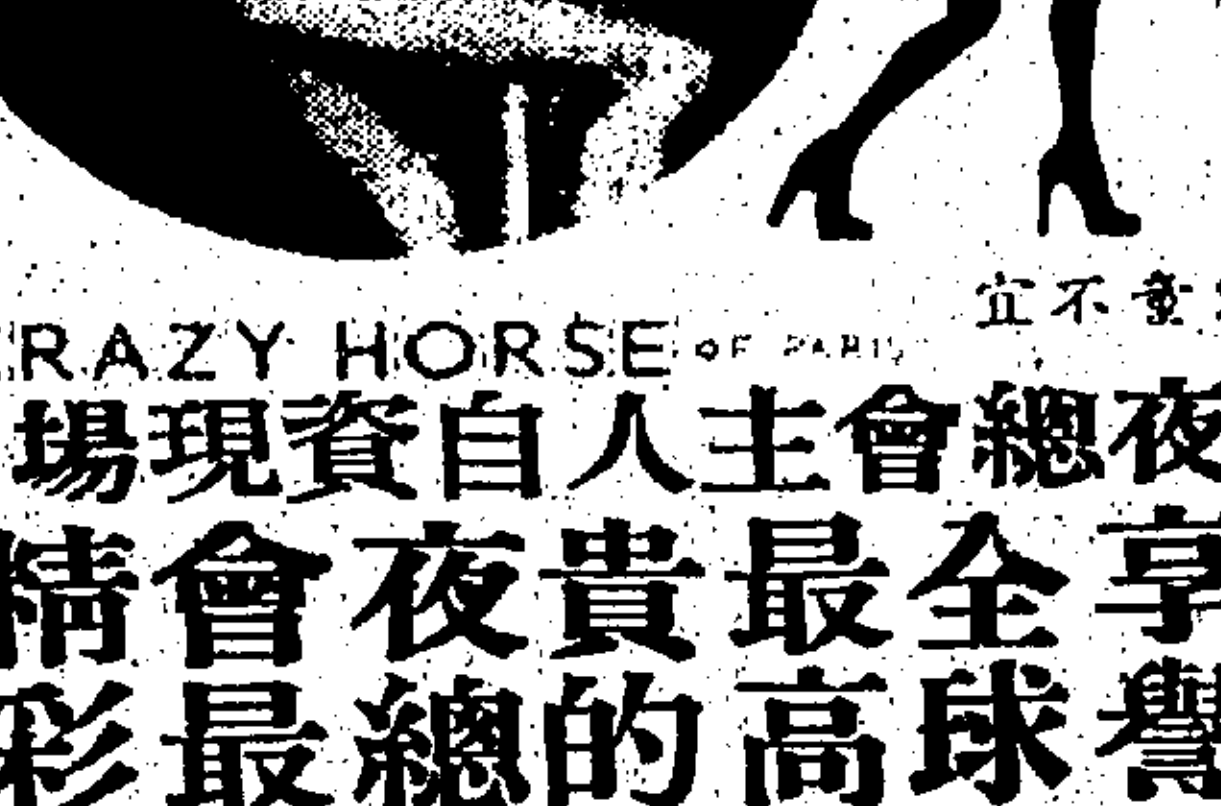 童不宜
RAZY HORSE OF PARIS
夜總會主人自資現場
享譽
全球
最高
貴的
夜總
會最
精彩